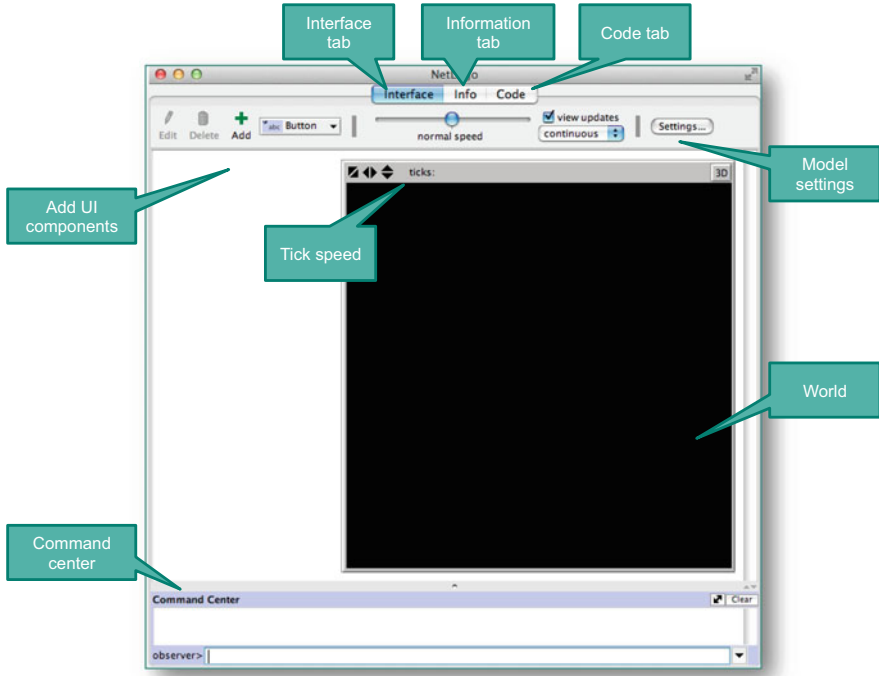 Interface
tab
Information
tab
Code tab
Interface
Info
Code
Edit
Delete
Add
abc Button
normal speed
view updates
continuous
Settings...
Model
settings
Add UI
components
ticks:
3D
Tick speed
World
Command
center
Command Center
Clear
observer>